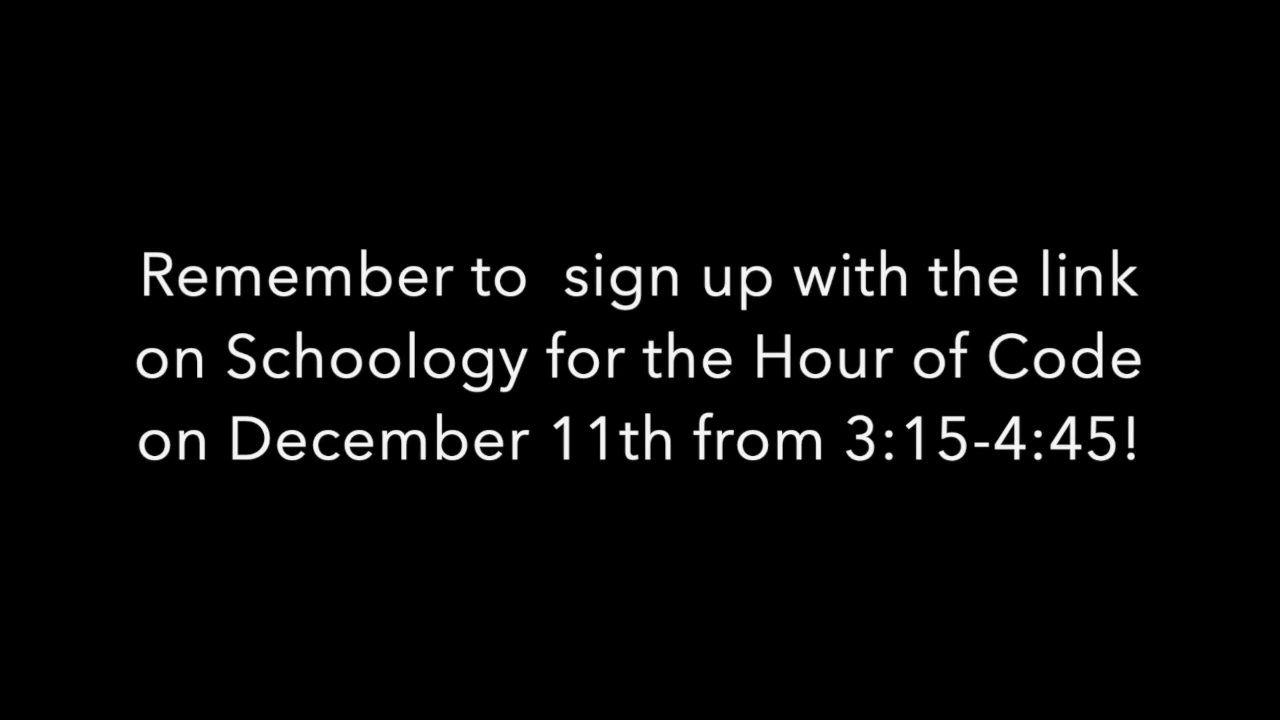 Remember to  sign up with the link
on Schoology for the Hour of Code
on December 11th from 3:15-4:45!